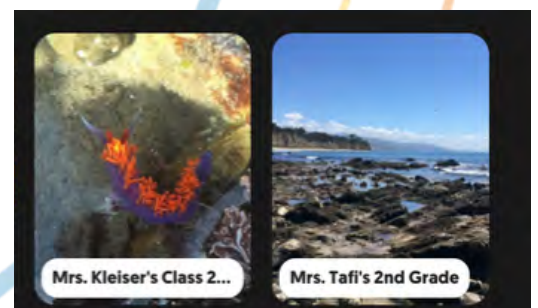 Mrs. Kleiser's Class 2...
Mrs. Tafi's 2nd Grade